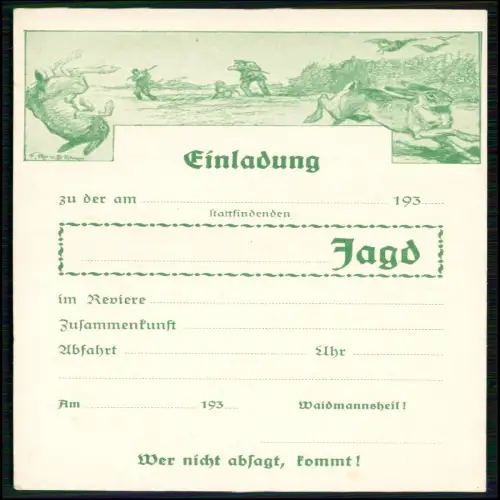 Einladung
zu der am 193
stattfindenden
Jagd
im Reviere
Zusammenkunft
Abfahrt Uhr
Am 193 Waidmannsheil!
Wer nicht absagt, kommt!